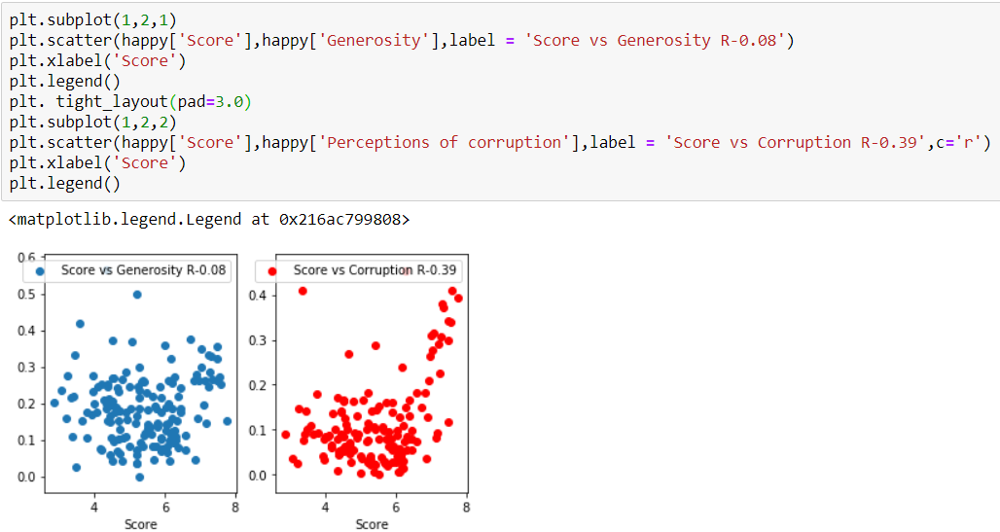 plt.subplot(1,2,1)
plt.scatter(happy['Score'],happy['Generosity'],label = 'Score vs Generosity R-0.08')
plt.xlabel('Score')
plt.legend()
plt. tight_layout(pad=3.0)
plt.subplot(1,2,2)
plt.scatter(happy['Score'],happy['Perceptions of corruption'],label = 'Score vs Corruption R-0.39',c='r')
plt.xlabel('Score')
plt.legend()
<matplotlib.legend.Legend at 0x216ac799808>
Score vs Generosity R-0.08
0.6
0.5
0.4
0.3
0.2
0.1
0.0
4 6 8
Score
Score vs Corruption R-0.39
0.4
0.3
0.2
0.1
0.0
4 6 8
Score